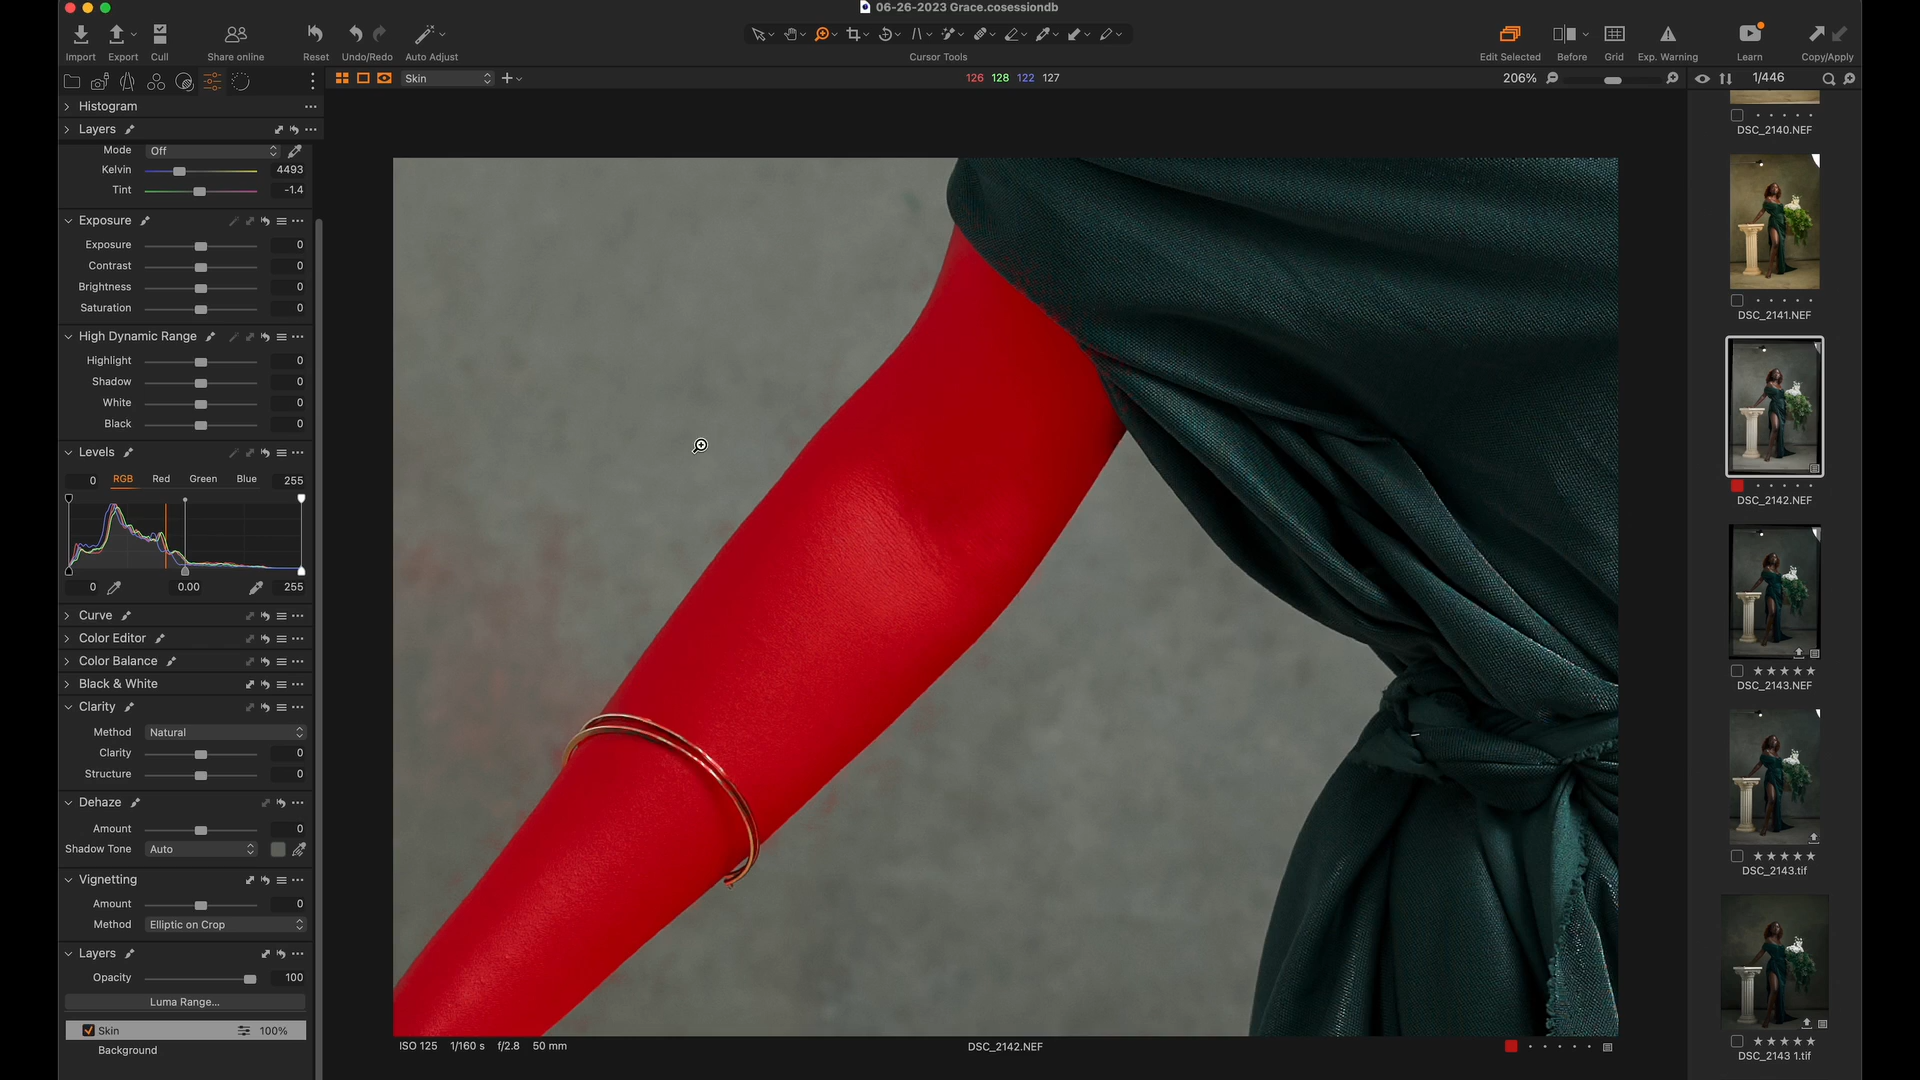 06-26-2023 Grace.cosessiondb
Import Export Cull Share online Reset Undo/Redo Auto Adjust Cursor Tools Edit Selected Before Grid Exp. Warning Learn Copy/Apply
Skin 126 128 122 127 206% 1/446
Histogram
Layers
Mode Off
Kelvin 4493
Tint -1.4
Exposure
Exposure 0
Contrast 0
Brightness 0
Saturation 0
High Dynamic Range
Highlight 0
Shadow 0
White 0
Black 0
Levels
0 RGB Red Green Blue 255
0 0.00 255
Curve
Color Editor
Color Balance
Black & White
Clarity
Method Natural
Clarity 0
Structure 0
Dehaze
Amount 0
Shadow Tone Auto
Vignetting
Amount 0
Method Elliptic on Crop
Layers
Opacity 100
Luma Range...
Skin 100%
Background
ISO 125 1/160 s f/2.8 50 mm DSC_2142.NEF
DSC_2140.NEF
DSC_2141.NEF
DSC_2142.NEF
DSC_2143.NEF
DSC_2143.tif
DSC_2143 1.tif